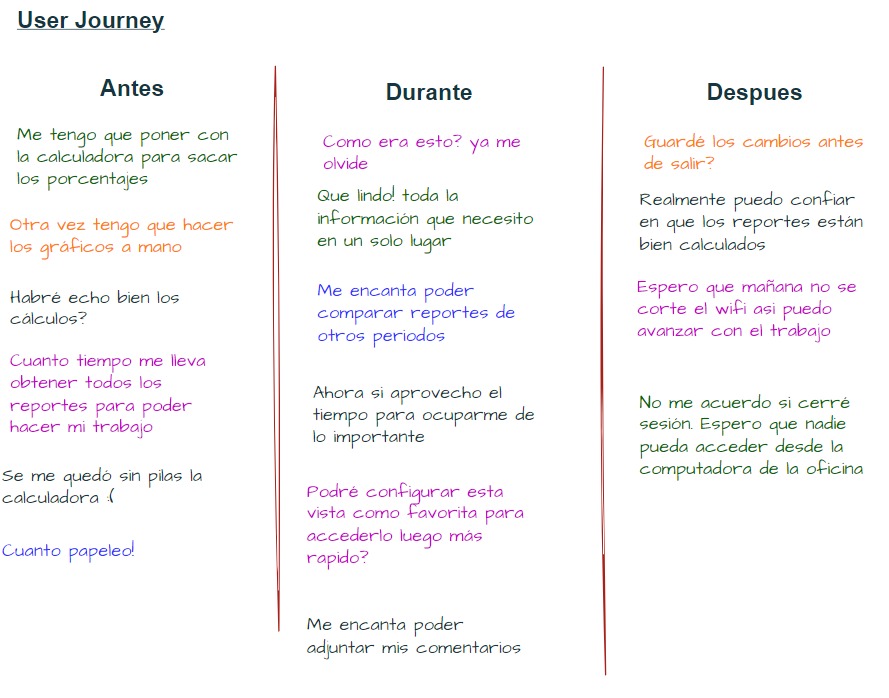 User Journey
Antes
Me tengo que poner con
la calculadora para sacar
los porcentajes
Otra vez tengo que hacer
los gráficos a mano
Habré echo bien los
cálculos?
Cuanto tiempo me lleva
obtener todos los
reportes para poder
hacer mi trabajo
Se me quedó sin pilas la
calculadora :(
Cuanto papeleo!
Durante
Como era esto? ya me
olvide
Que lindo! toda la
información que necesito
en un solo lugar
Me encanta poder
comparar reportes de
otros periodos
Ahora si aprovecho el
tiempo para ocuparme de
lo importante
Podré configurar esta
vista como favorita para
accederlo luego más
rapido?
Me encanta poder
adjuntar mis comentarios
Despues
Guardé los cambios antes
de salir?
Realmente puedo confiar
en que los reportes están
bien calculados
Espero que mañana no se
corte el wifi asi puedo
avanzar con el trabajo
No me acuerdo si cerré
sesión. Espero que nadie
pueda acceder desde la
computadora de la oficina